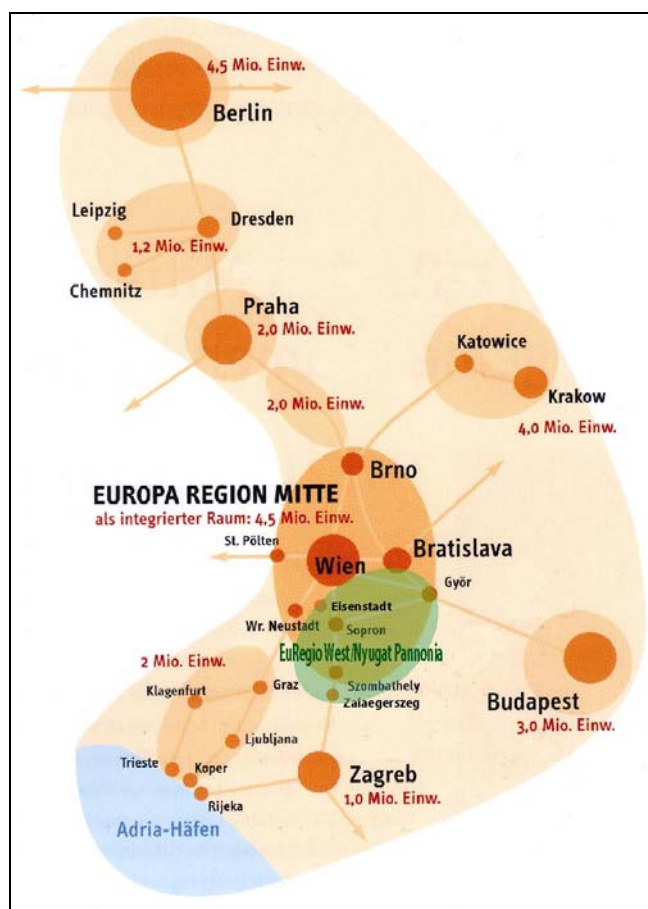 4,5 Mio. Einw.
Berlin
Leipzig
Dresden
1,2 Mio. Einw.
Chemnitz
Praha
2,0 Mio. Einw.
Katowice
Krakow
2,0 Mio. Einw.
4,0 Mio. Einw.
Brno
EUROPA REGION MITTE
als integrierter Raum: 4,5 Mio. Einw.
St. Pölten
Bratislava
Wien
Györ
Eisenstadt
Wr. Neustadt
Sopron
EuRegio West/Nyugat Pannonia
2 Mio. Einw.
Klagenfurt
Graz
Szombathely
Zalaegerszeg
Budapest
3,0 Mio. Einw.
Ljubljana
Trieste
Koper
Zagreb
1,0 Mio. Einw.
Rijeka
Adria-Häfen